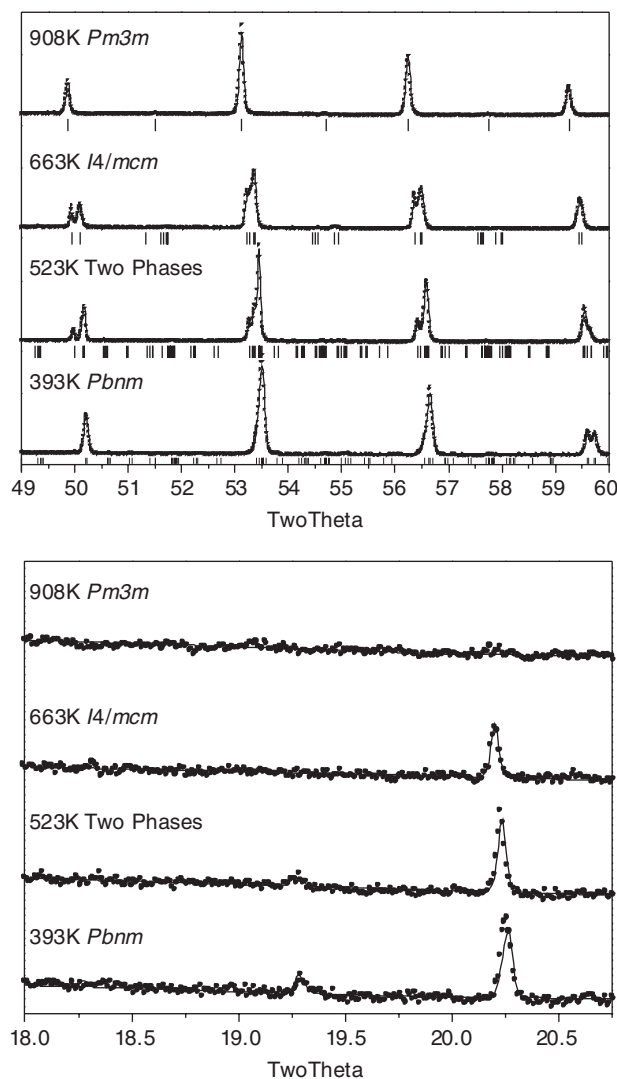 908K Pm3m
663K I4/mcm
523K Two Phases
393K Pbnm
49 50 51 52 53 54 55 56 57 58 59 60
TwoTheta
908K Pm3m
663K I4/mcm
523K Two Phases
393K Pbnm
18.0 18.5 19.0 19.5 20.0 20.5
TwoTheta